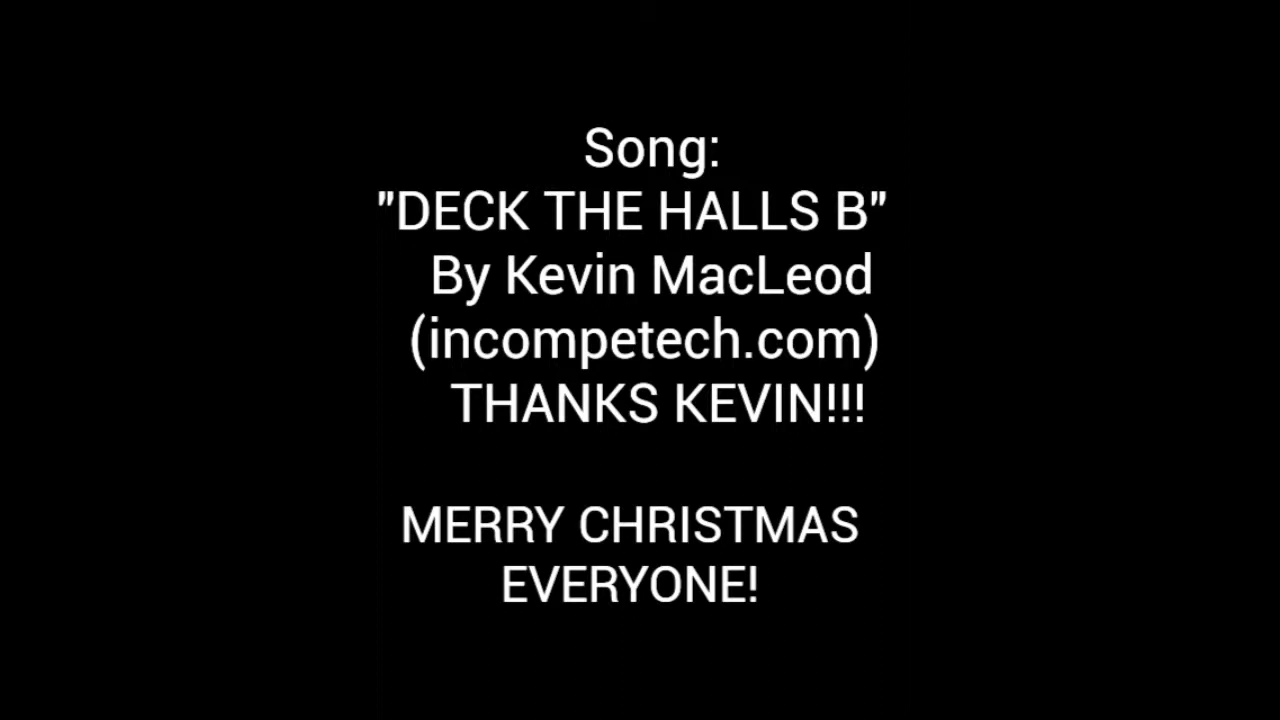 Song:
"DECK THE HALLS B"
By Kevin MacLeod
(incompetech.com)
THANKS KEVIN!!!
MERRY CHRISTMAS
EVERYONE!